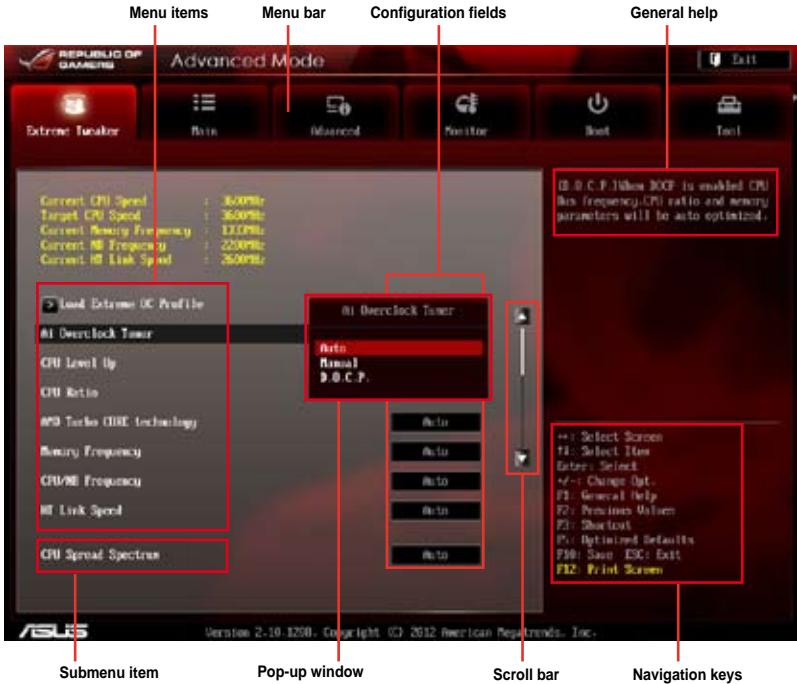 Menu items
Menu bar
Configuration fields
General help
REPUBLIC OF GAMERS
Advanced Mode
Exit
Extreme Tweaker
Main
Advanced
Monitor
Boot
Tool
Current CPU Speed : 3600MHz
Target CPU Speed : 3600MHz
Current Memory Frequency : 1333MHz
Current NB Frequency : 2200MHz
Current HT Link Speed : 2600MHz
[D.O.C.P.]When DOCP is enabled CPU
Bus frequency,CPU ratio and memory
parameters will be auto optimized.
> Load Extreme OC Profile
Ai Overclock Tuner
CPU Level Up
CPU Ratio
AMD Turbo CORE technology
Auto
Memory Frequency
Auto
CPU/NB Frequency
Auto
HT Link Speed
Auto
CPU Spread Spectrum
Auto
Ai Overclock Tuner
Auto
Manual
D.O.C.P.
→←: Select Screen
↑↓: Select Item
Enter: Select
+/-: Change Opt.
F1: General Help
F2: Previous Values
F3: Shortcut
F5: Optimized Defaults
F10: Save ESC: Exit
F12: Print Screen
ASUS
Version 2.10.1208. Copyright (C) 2012 American Megatrends, Inc.
Submenu item
Pop-up window
Scroll bar
Navigation keys